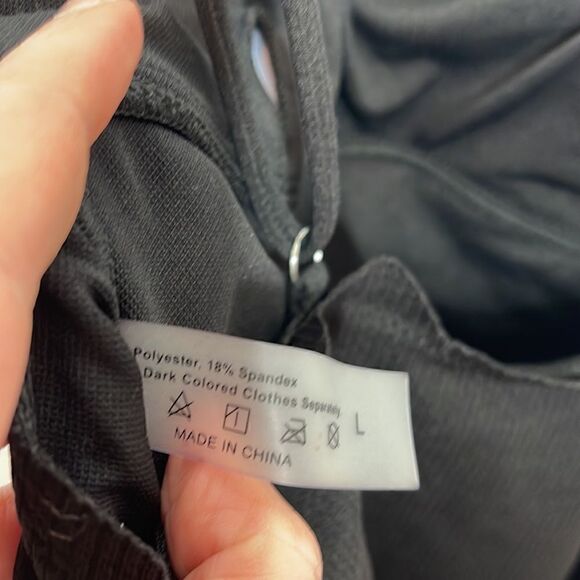 Polyester, 18% Spandex
Dark Colored Clothes Separately
L
MADE IN CHINA